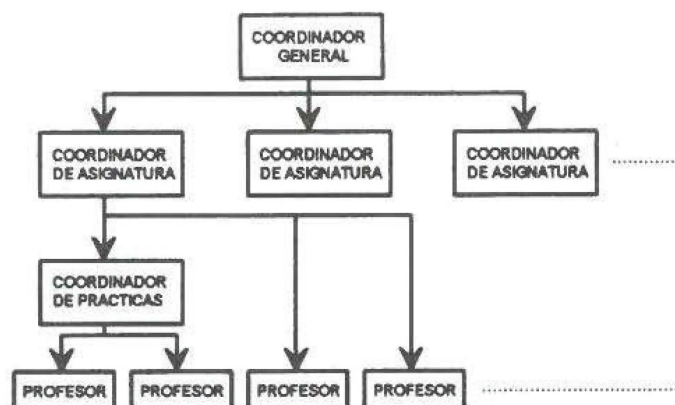 COORDINADOR
GENERAL
COORDINADOR
DE ASIGNATURA
COORDINADOR
DE ASIGNATURA
COORDINADOR
DE ASIGNATURA
COORDINADOR
DE PRACTICAS
PROFESOR
PROFESOR
PROFESOR
PROFESOR